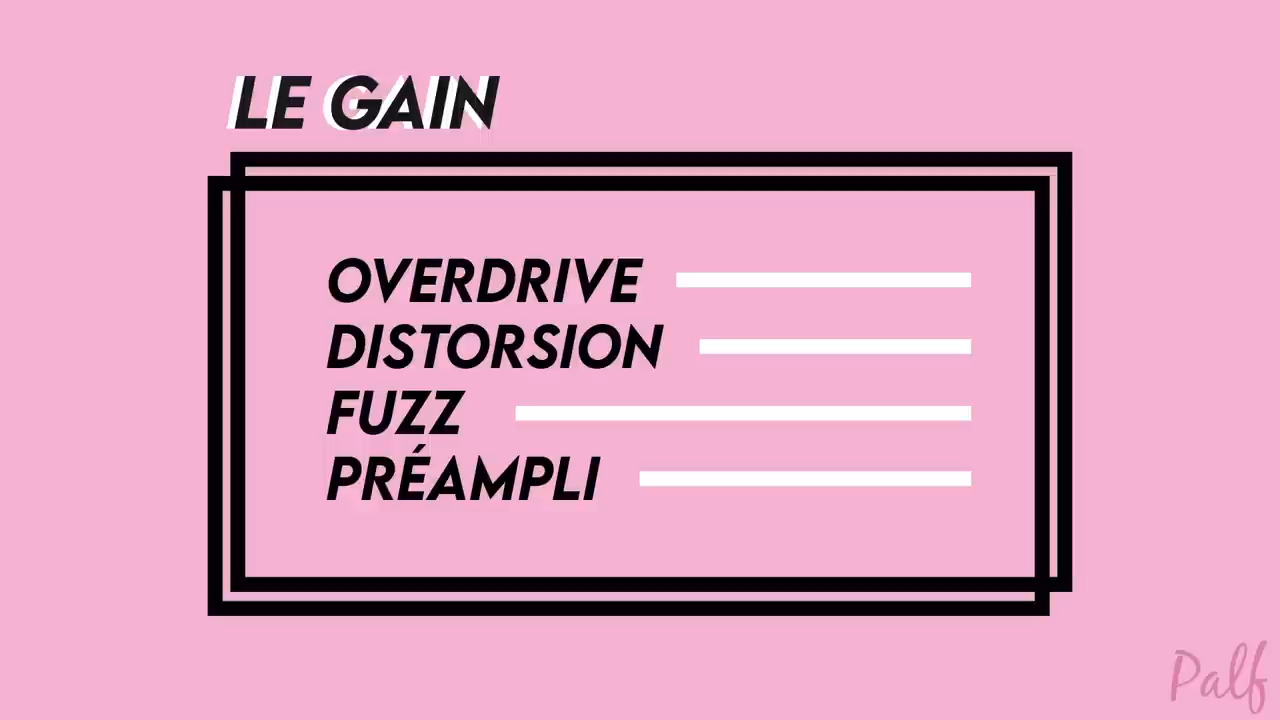 LE GAIN
OVERDRIVE
DISTORSION
FUZZ
PRÉAMPLI
Palf